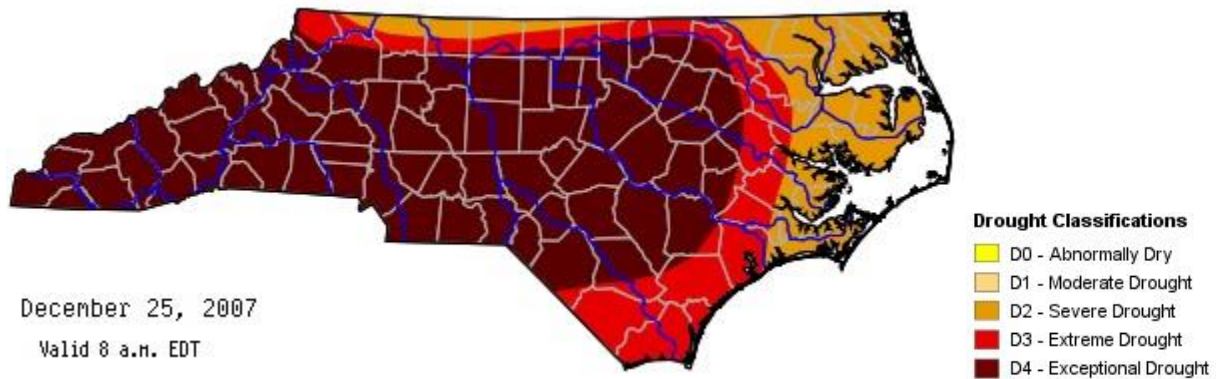 December 25, 2007
Valid 8 a.m. EDT
Drought Classifications
D0 - Abnormally Dry
D1 - Moderate Drought
D2 - Severe Drought
D3 - Extreme Drought
D4 - Exceptional Drought